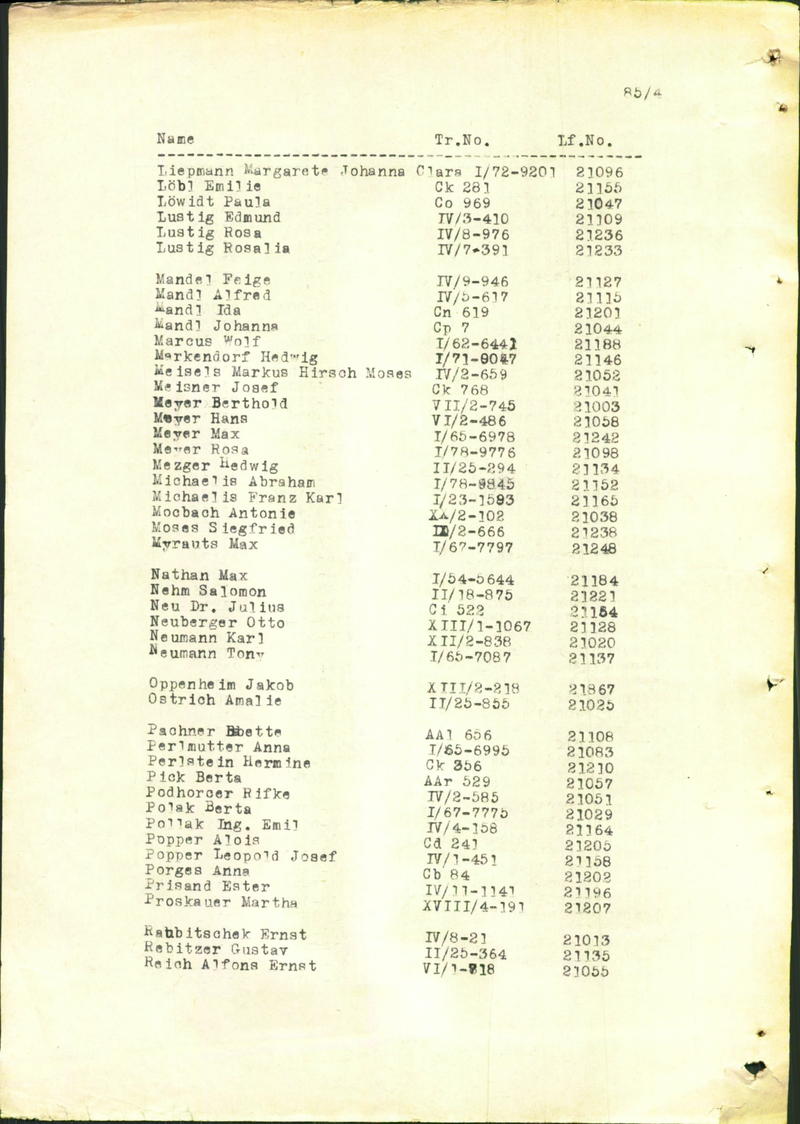 85/4
Name Tr.No. Lf.No.
Liepmann Margarete Johanna Clara I/72-9201 21096
Löbl Emilie Ck 281 21155
Löwidt Paula Co 969 21047
Lustig Edmund IV/3-410 21109
Lustig Rosa IV/8-976 21236
Lustig Rosalia IV/7-391 21233
Mandel Feige IV/9-946 21127
Mandl Alfred IV/5-617 21115
Mandl Ida Cn 619 21201
Mandl Johanna Cp 7 21044
Marcus Wolf I/62-6441 21188
Markendorf Hedwig I/71-9047 21146
Meisels Markus Hirsch Moses IV/2-659 21052
Meisner Josef Ck 768 21041
Meyer Berthold VII/2-745 21003
Meyer Hans VI/2-486 21058
Meyer Max I/65-6978 21242
Meyer Rosa I/78-9776 21098
Mezger Hedwig II/25-294 21134
Michaelis Abraham I/78-9845 21152
Michaelis Franz Karl I/23-1593 21165
Mocbach Antonie XX/2-102 21038
Moses Siegfried IX/2-666 21238
Myrauts Max I/67-7797 21248
Nathan Max I/54-5644 21184
Nehm Salomon II/18-875 21221
Neu Dr. Julius Ci 522 21154
Neuberger Otto XIII/1-1067 21128
Neumann Karl XII/2-838 21020
Neumann Tony I/65-7087 21137
Oppenheim Jakob XIII/2-218 21867
Ostrich Amalie II/25-855 21025
Pachner Babette AAl 656 21108
Perlmutter Anna I/65-6995 21083
Perlstein Hermine Ck 356 21210
Pick Berta AAr 529 21057
Podhorcer Rifke IV/2-585 21051
Polak Berta I/67-7775 21029
Pollak Ing. Emil IV/4-158 21164
Popper Alois Cd 241 21205
Popper Leopold Josef IV/1-451 21158
Porges Anna Cb 84 21202
Prisand Ester IV/11-1141 21196
Proskauer Martha XVIII/4-191 21207
Rabbitschek Ernst IV/8-21 21013
Rebitzer Gustav II/25-364 21135
Reich Alfons Ernst VI/1-718 21055